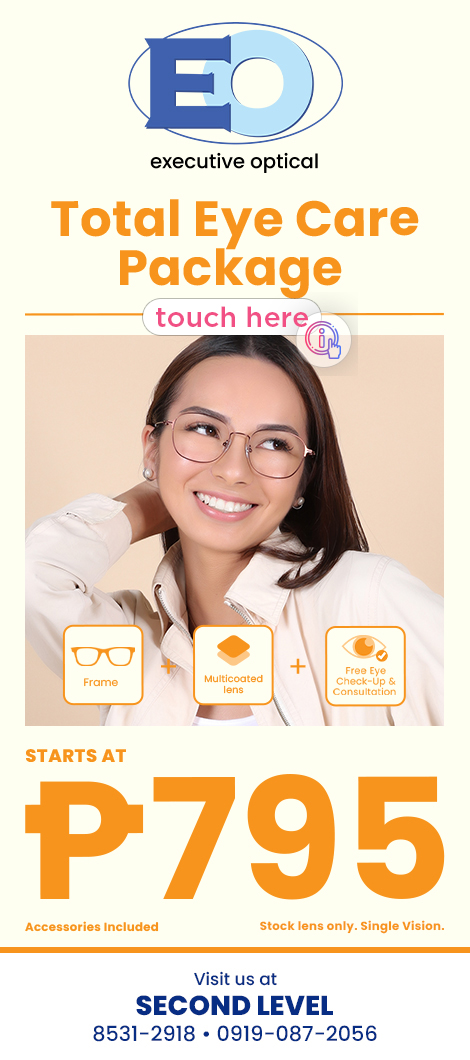 EO
executive optical
Total Eye Care
Package
touch here
Frame
+
Multicoated
lens
+
Free Eye
Check-Up &
Consultation
STARTS AT
₱795
Accessories Included
Stock lens only. Single Vision.
Visit us at
SECOND LEVEL
8531-2918 • 0919-087-2056